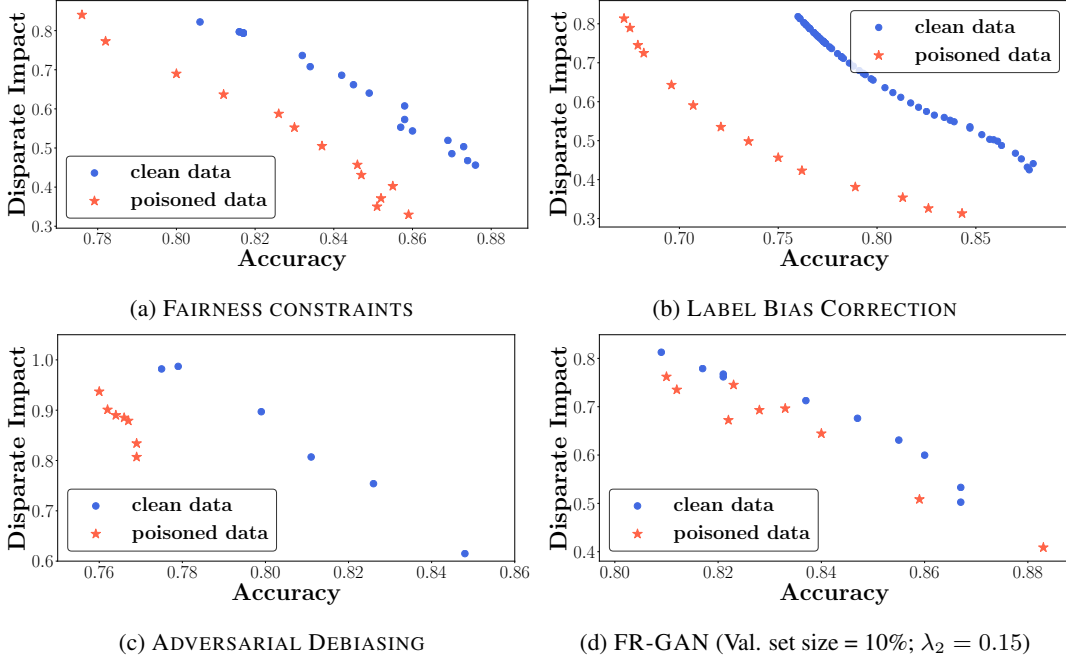 Disparate Impact
0.8
0.7
0.6
0.5
0.4
0.3
clean data
poisoned data
0.78 0.80 0.82 0.84 0.86 0.88
Accuracy
(a) FAIRNESS CONSTRAINTS
Disparate Impact
0.8
0.7
0.6
0.5
0.4
0.3
clean data
poisoned data
0.70 0.75 0.80 0.85
Accuracy
(b) LABEL BIAS CORRECTION
Disparate Impact
1.0
0.9
0.8
0.7
0.6
clean data
poisoned data
0.76 0.78 0.80 0.82 0.84 0.86
Accuracy
(c) ADVERSARIAL DEBIASING
Disparate Impact
0.8
0.7
0.6
0.5
0.4
clean data
poisoned data
0.80 0.82 0.84 0.86 0.88
Accuracy
(d) FR-GAN (Val. set size = 10%; λ₂ = 0.15)